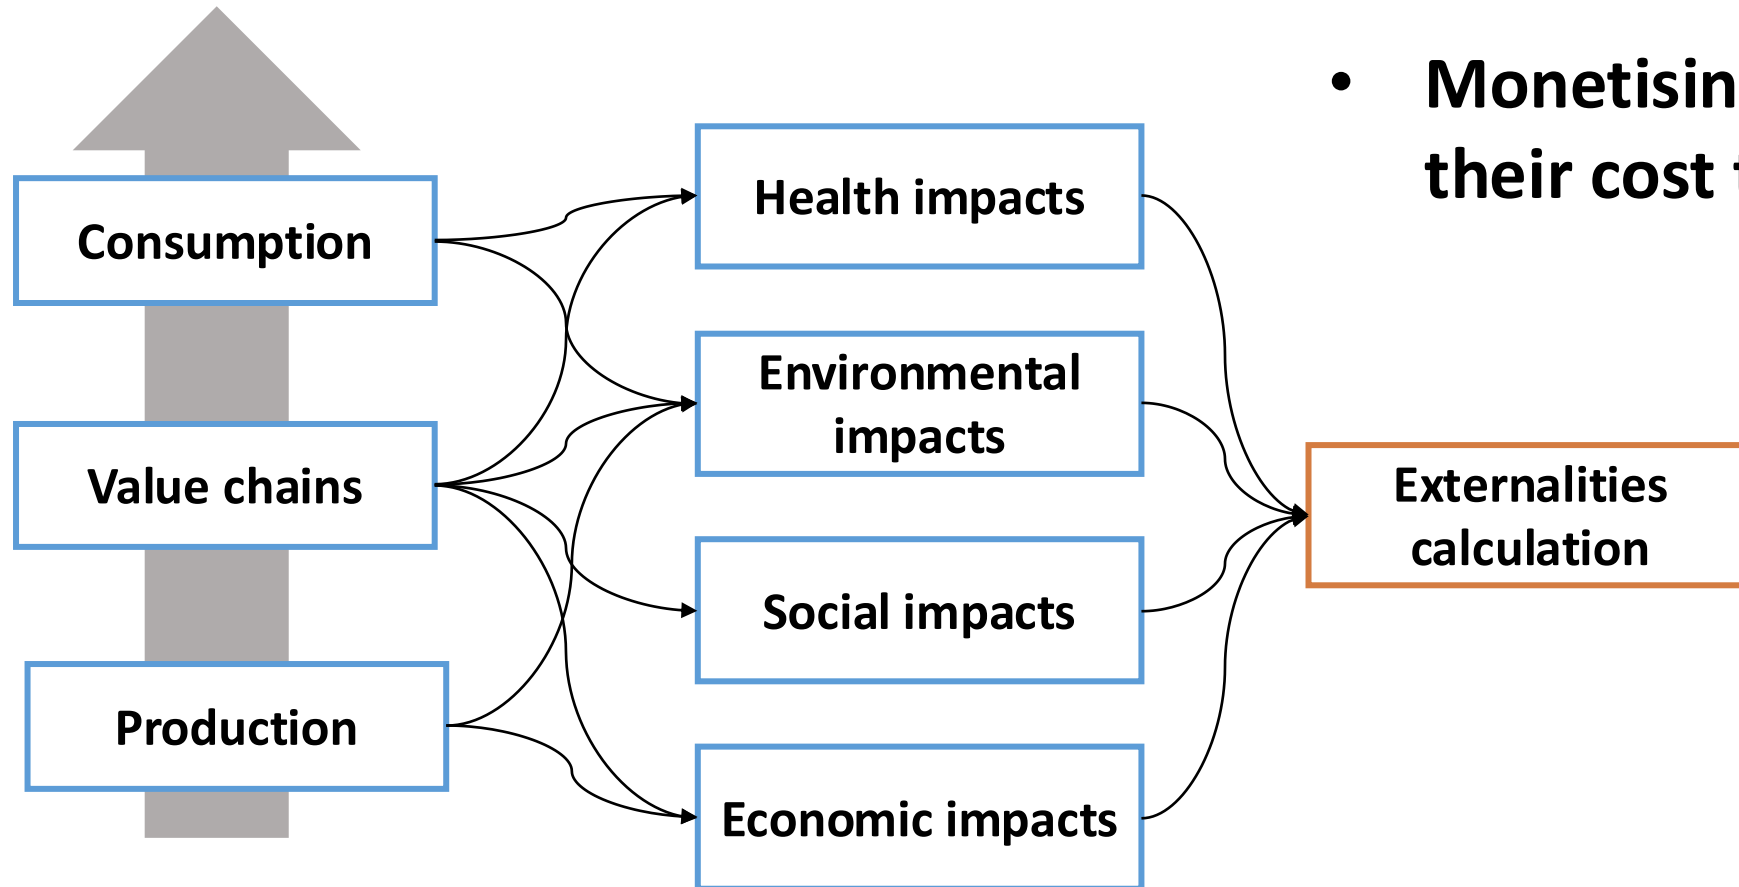 Consumption
Value chains
Production
Health impacts
Environmental
impacts
Social impacts
Economic impacts
Externalities
calculation
• Monetisin
their cost